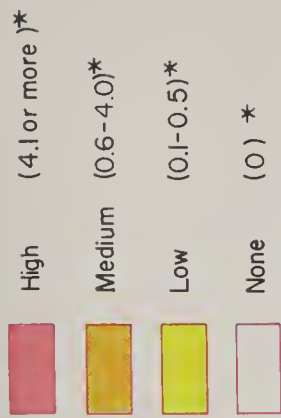 High (4.1 or more)*
Medium (0.6-4.0)*
Low (0.1-0.5)*
None (0) *